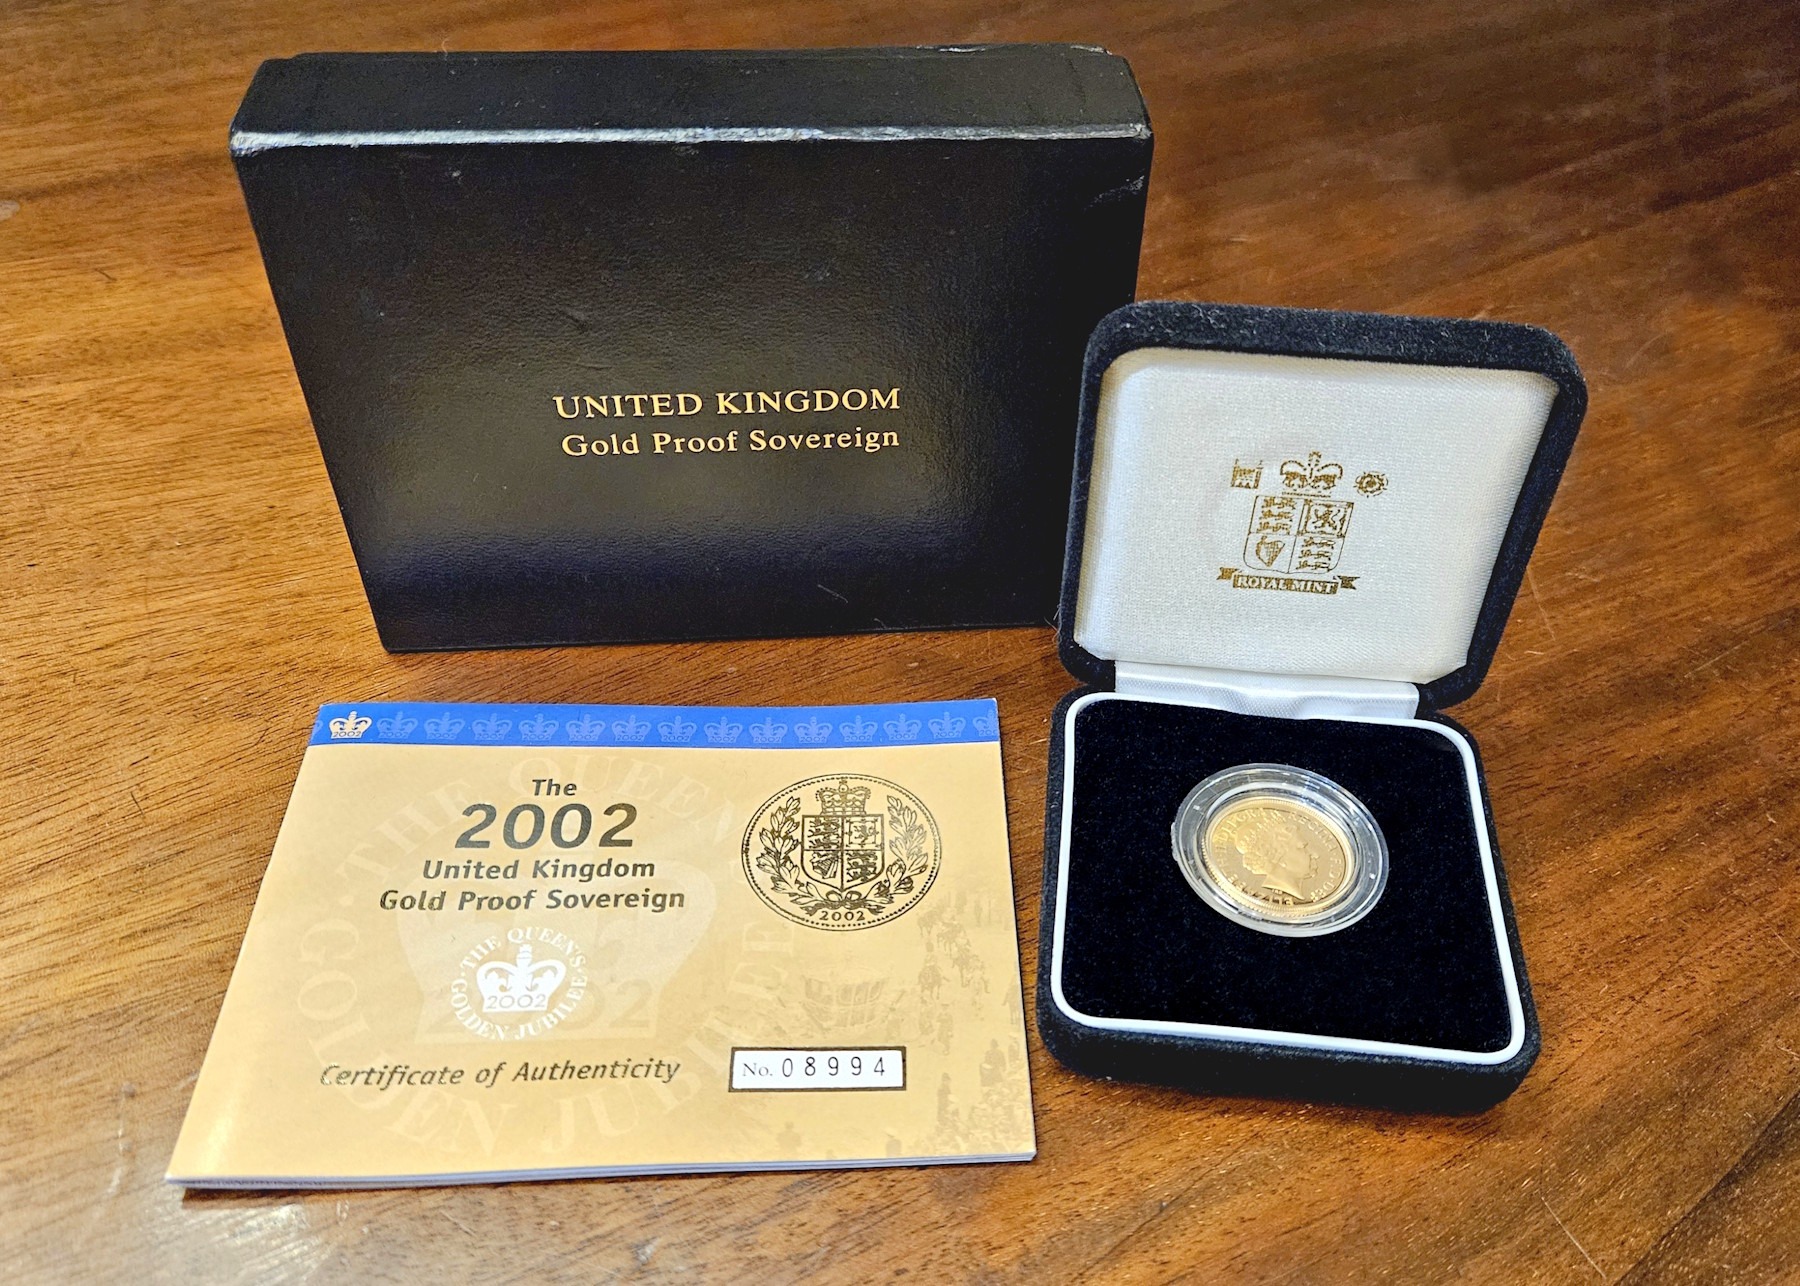 UNITED KINGDOM
Gold Proof Sovereign
ROYAL MINT
2002
The
2002
United Kingdom
Gold Proof Sovereign
2002
THE QUEEN'S
GOLDEN JUBILEE
2002
Certificate of Authenticity
No. 08994